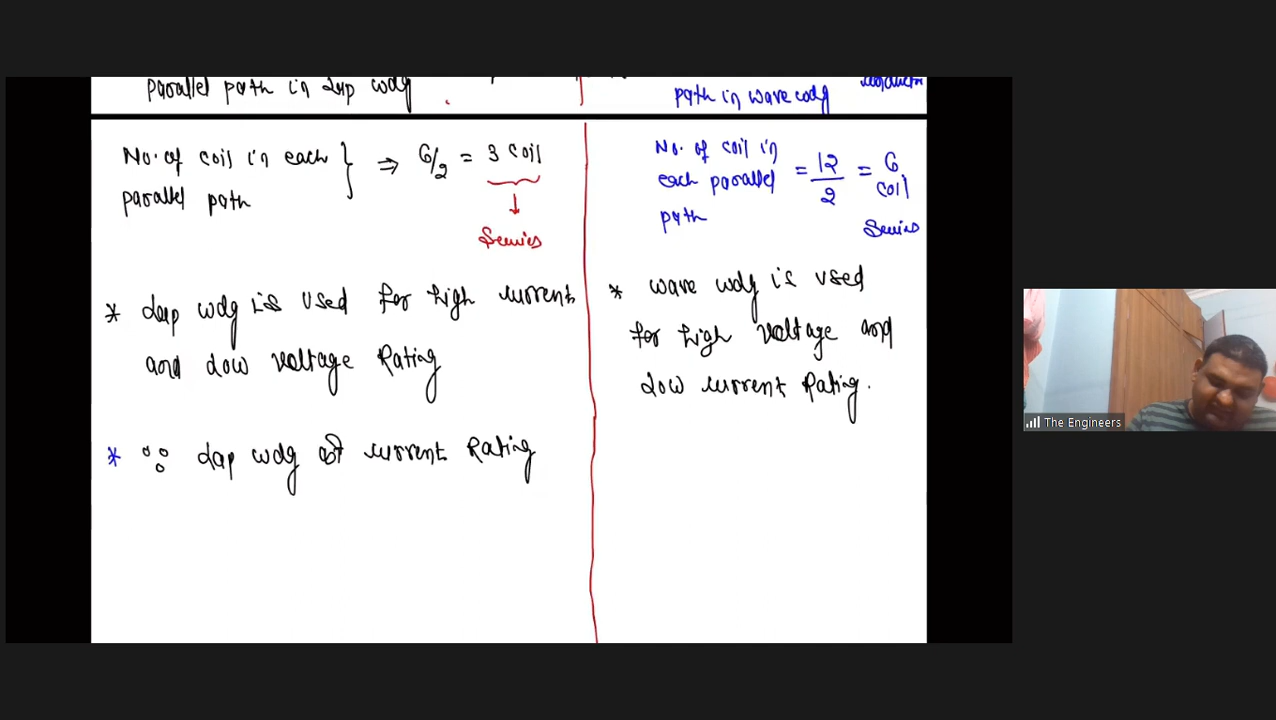 parallel path in Lap wdg
path in wave wdg
No. of coil in each
parallel path
⇒ 6/2 = 3 coil
Series
No. of coil in
each parallel
path
= 12/2 = 6
coil
Series
* Lap wdg is used for high current
and Low voltage Rating
* wave wdg is used
for high voltage and
Low current Rating.
* ∵ Lap wdg की current Rating
The Engineers